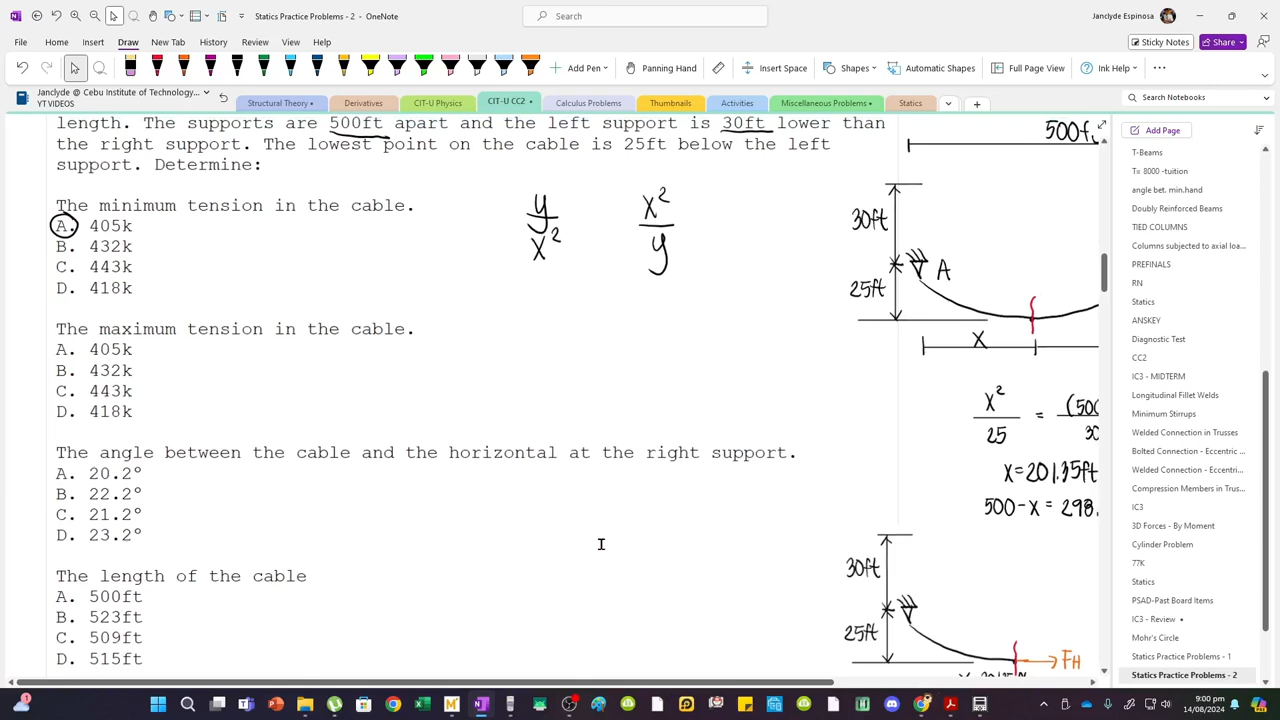 Statics Practice Problems - 2 - OneNote
Search
Janclyde Espinosa
File Home Insert Draw New Tab History Review View Help
Sticky Notes
Share
Add Pen
Panning Hand
Insert Space
Shapes
Automatic Shapes
Full Page View
Ink Help
Janclyde @ Cebu Institute of Technology...
YT VIDEOS
Structural Theory
Derivatives
CIT-U Physics
CIT-U CC2
Calculus Problems
Thumbnails
Activities
Miscellaneous Problems
Statics
Search Notebooks
length. The supports are 500ft apart and the left support is 30ft lower than
the right support. The lowest point on the cable is 25ft below the left
support. Determine:
The minimum tension in the cable.
A. 405k
B. 432k
C. 443k
D. 418k
The maximum tension in the cable.
A. 405k
B. 432k
C. 443k
D. 418k
The angle between the cable and the horizontal at the right support.
A. 20.2º
B. 22.2º
C. 21.2º
D. 23.2º
The length of the cable
A. 500ft
B. 523ft
C. 509ft
D. 515ft
y
x²
x²
y
500ft
30ft
A
25ft
x
x²
25
=
(500
30
x=201.35ft
500-x = 298.
30ft
25ft
FH
Add Page
T-Beams
T= 8000 -tuition
angle bet. min.hand
Doubly Reinforced Beams
TIED COLUMNS
Columns subjected to axial loa...
PREFINALS
RN
Statics
ANSKEY
Diagnostic Test
CC2
IC3 - MIDTERM
Longitudinal Fillet Welds
Minimum Stirrups
Welded Connection in Trusses
Bolted Connection - Eccentric ...
Welded Connection - Eccentric...
Compression Members in Trus...
IC3
3D Forces - By Moment
Cylinder Problem
77K
Statics
PSAD-Past Board Items
IC3 - Review
Mohr's Circle
Statics Practice Problems - 1
Statics Practice Problems - 2
1
9:00 pm
14/08/2024